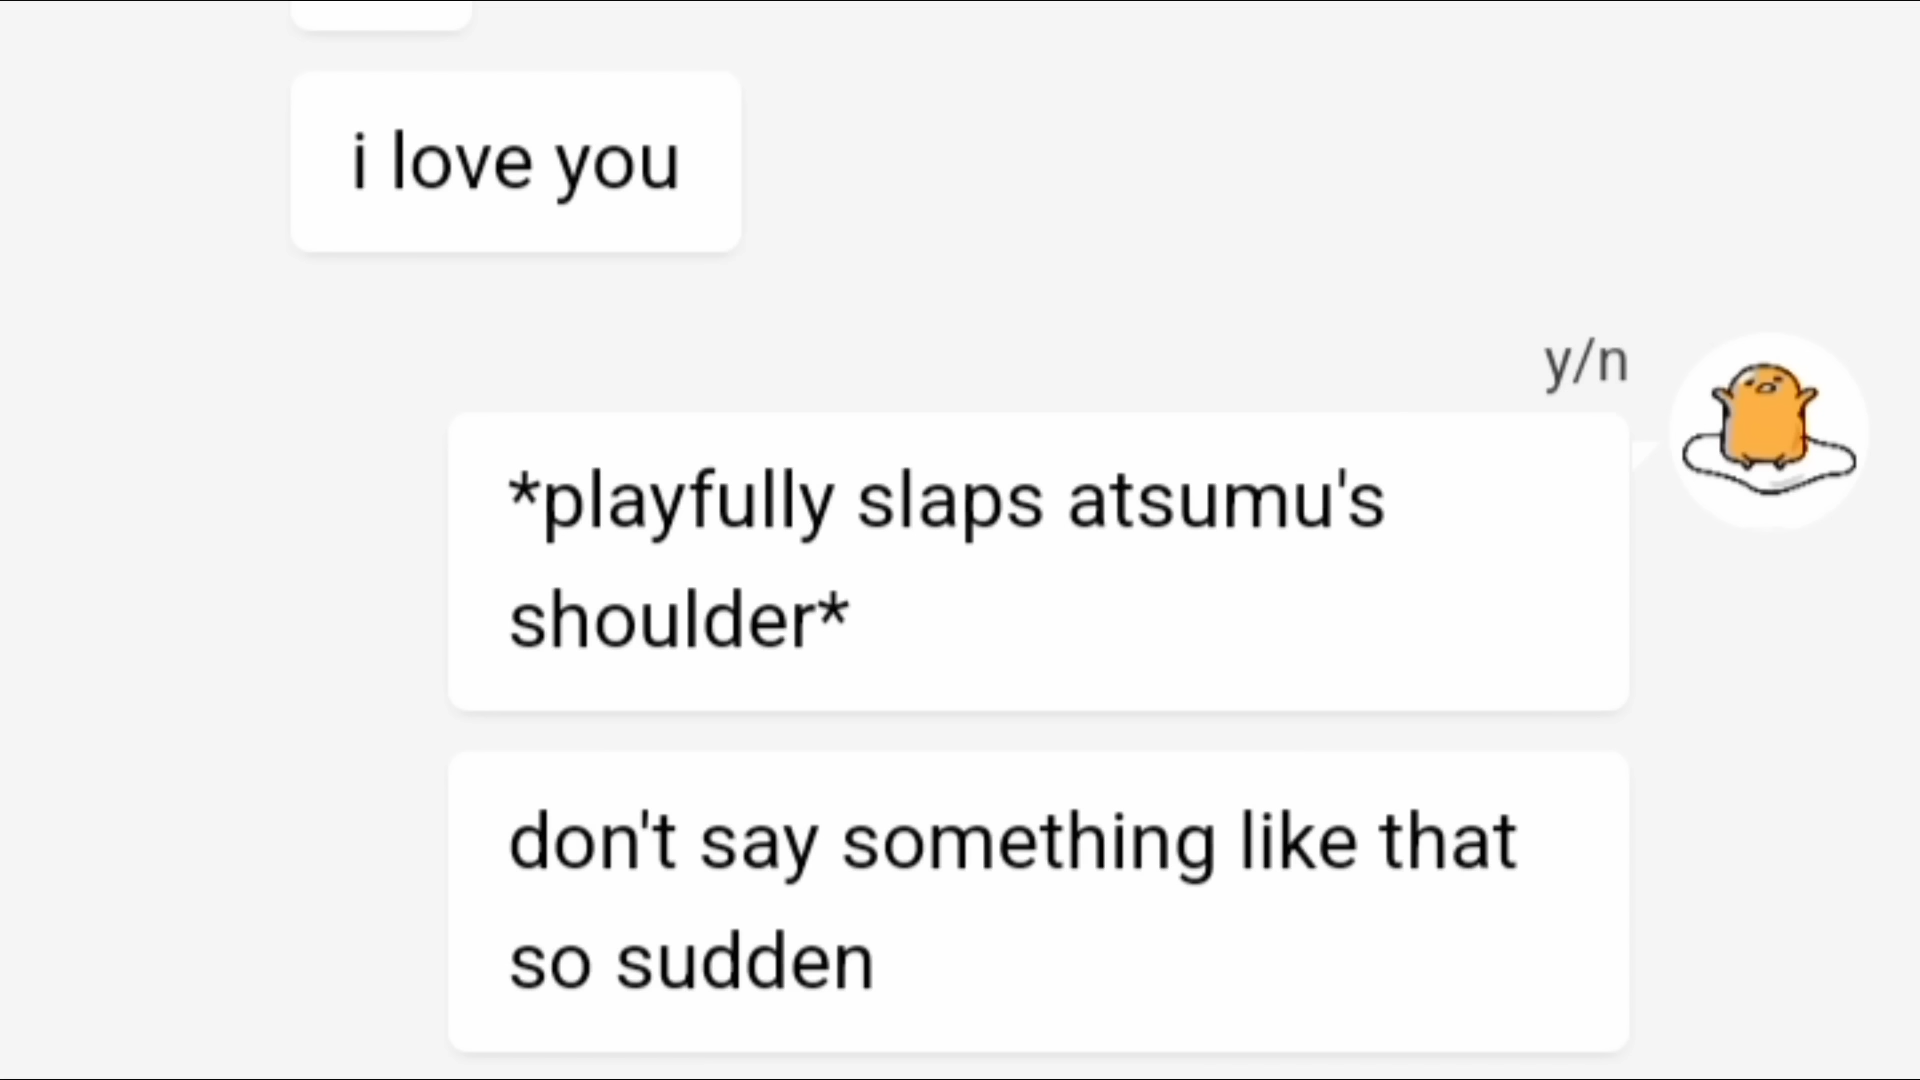 i love you
y/n
*playfully slaps atsumu's
shoulder*
don't say something like that
so sudden